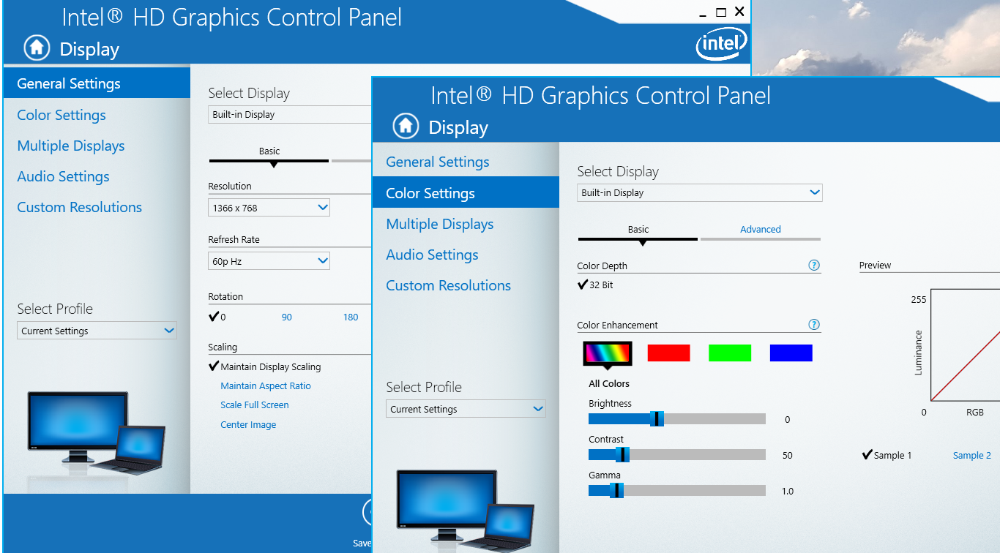 Intel® HD Graphics Control Panel
Display
intel
General Settings
Color Settings
Multiple Displays
Audio Settings
Custom Resolutions
Select Profile
Current Settings
Select Display
Built-in Display
Basic
Resolution
1366 x 768
Refresh Rate
60p Hz
Rotation
0 90 180
Scaling
Maintain Display Scaling
Maintain Aspect Ratio
Scale Full Screen
Center Image
Save
Intel® HD Graphics Control Panel
Display
General Settings
Color Settings
Multiple Displays
Audio Settings
Custom Resolutions
Select Profile
Current Settings
Select Display
Built-in Display
Basic Advanced
Color Depth ?
32 Bit
Color Enhancement ?
All Colors
Brightness
0
Contrast
50
Gamma
1.0
Preview
255
Luminance
0 RGB
Sample 1 Sample 2